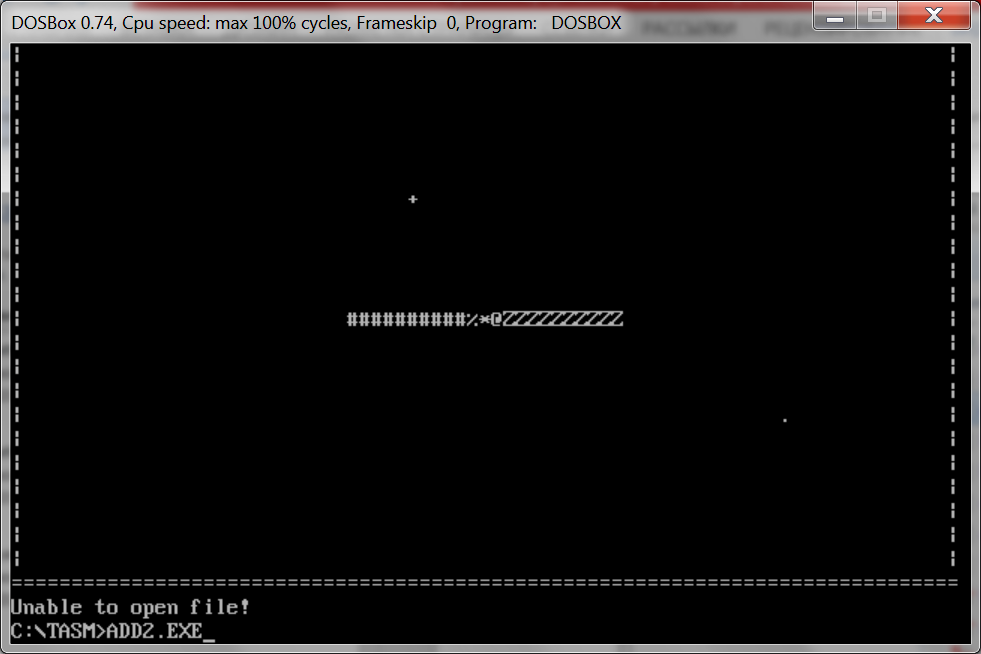 DOSBox 0.74, Cpu speed: max 100% cycles, Frameskip 0, Program: DOSBOX
+
##########%*@ZZZZZZZZZZ
.
Unable to open file!
C:\TASM>ADD2.EXE_